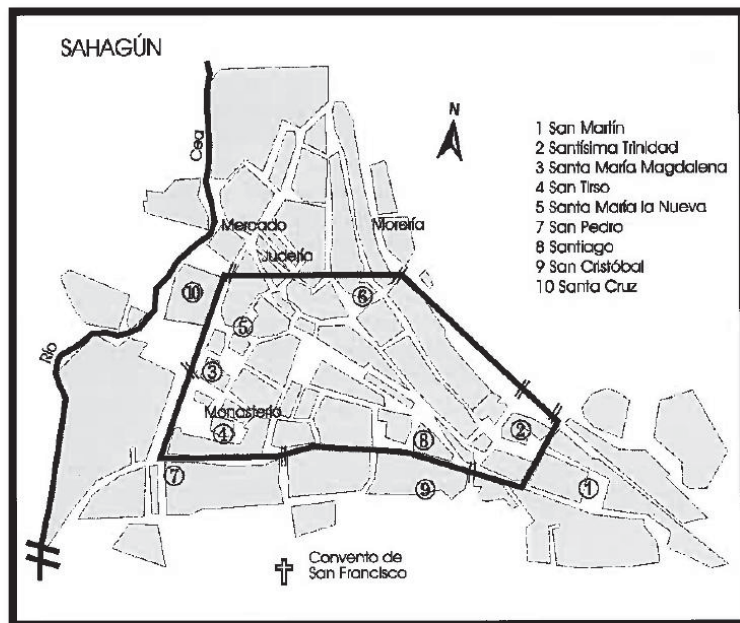 SAHAGÚN
N
1 San Martín
2 Santísima Trinidad
3 Santa María Magdalena
4 San Tirso
5 Santa María la Nueva
7 San Pedro
8 Santiago
9 San Cristóbal
10 Santa Cruz
Cea
Mercado
Morería
Judería
10
6
5
Río
3
Monasterio
2
4
8
7
9
1
Convento de
San Francisco